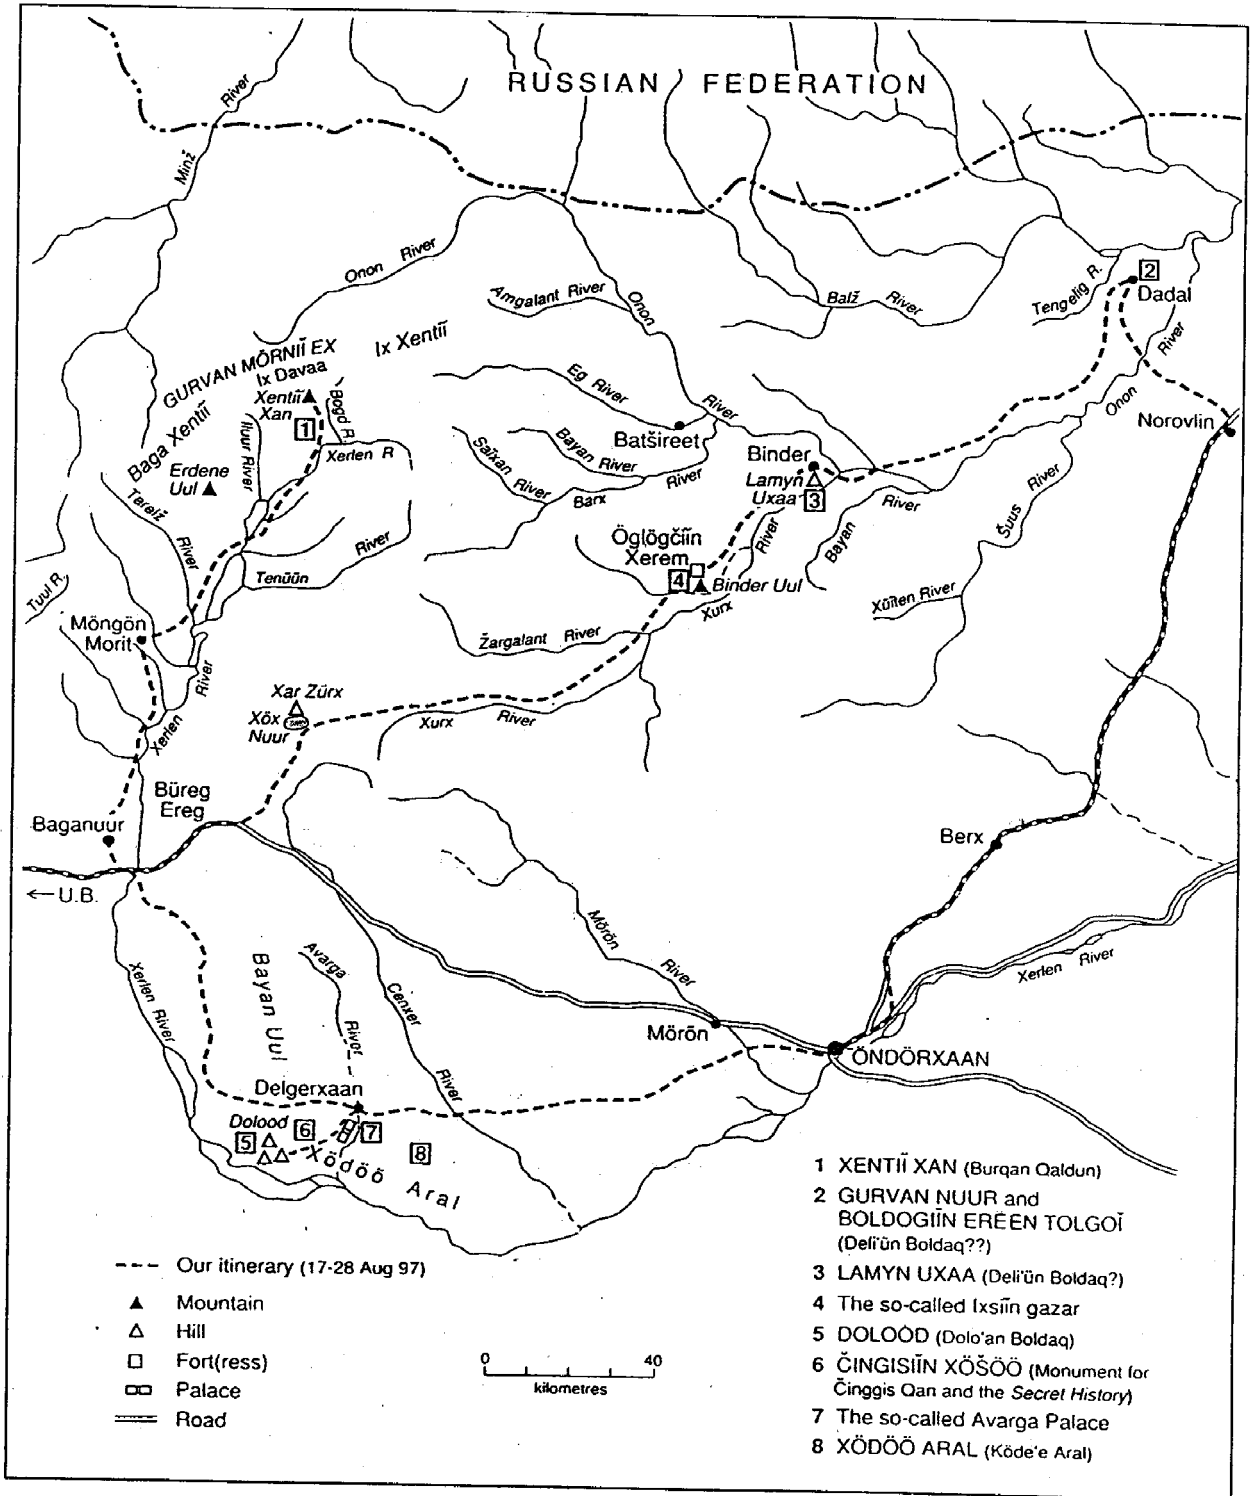 RUSSIAN FEDERATION
Minž River
Onon River
Amgalant River
Onon
River
Balž River
Tengelig R.
2
Dadal
Onon River
Norovlin
GURVAN MÖRNIĬ EX
Ix Davaa
Ix Xentiĭ
Xentiĭ
Xan
1
Bogd R.
Baga Xentiĭ
Iluur River
Xerlen R
Erdene
Uul
Terelž
River
Eg River
Batšireet
Bayan River
Saĭxan
River
Barx
River
Binder
Lamyn
Uxaa
3
River
Bayan
River
Šuus River
Öglögčiĭn
Xerem
4
Binder Uul
Xurx
River
Tenüün
Tuul R.
Möngön
Morit
River
Xerlen
Žargalant River
Xüĭten River
Xar Zürx
Xöx
Nuur
Xurx River
Büreg
Ereg
Baganuur
← U.B.
Berx
Mörön
River
Xerlen River
Bayan Uul
Avarga
River
Cenxer
River
Xerlen River
Mörön
ÖNDÖRXAAN
Delgerxaan
Dolood
5
6
7
8
Xödöö Aral
--- Our itinerary (17-28 Aug 97)
Mountain
Hill
Fort(ress)
Palace
Road
0 40
kilometres
1 XENTIĬ XAN (Burqan Qaldun)
2 GURVAN NUUR and
BOLDOGIĬN EREEN TOLGOĬ
(Deli'ün Boldaq??)
3 LAMYN UXAA (Deli'ün Boldaq?)
4 The so-called Ixsiĭn gazar
5 DOLOOD (Dolo'an Boldaq)
6 ČINGISIĬN XÖŠÖÖ (Monument for
Činggis Qan and the Secret History)
7 The so-called Avarga Palace
8 XÖDÖÖ ARAL (Köde'e Aral)